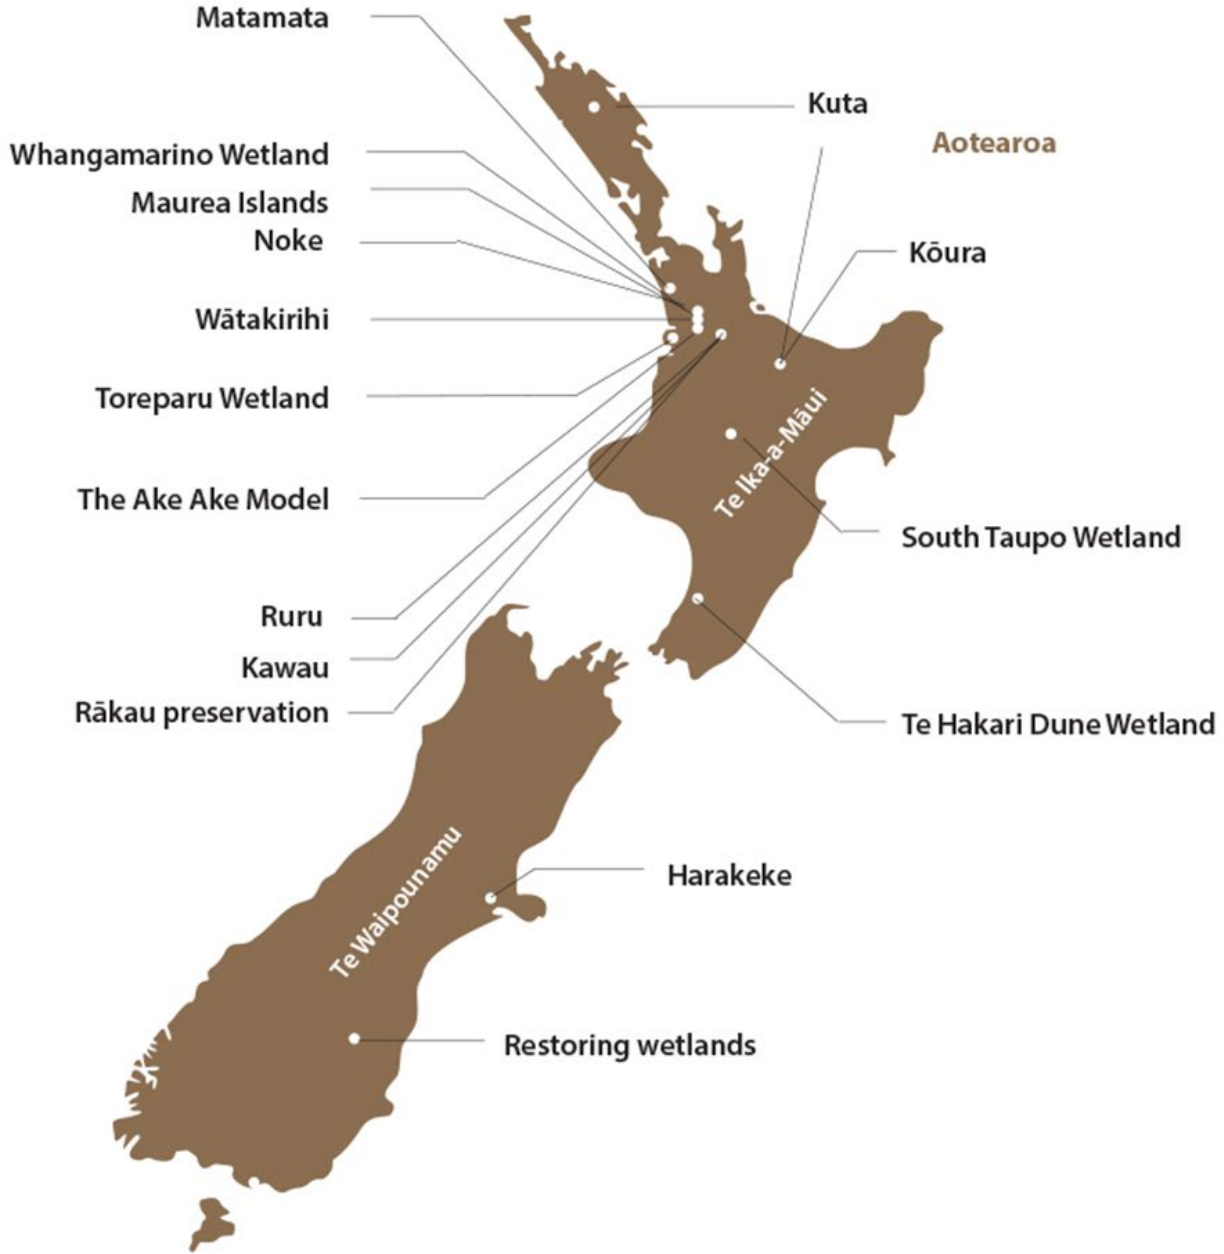 Matamata
Kuta
Aotearoa
Whangamarino Wetland
Maurea Islands
Noke
Kōura
Wātakirihi
Toreparu Wetland
Te Ika-a-Māui
The Ake Ake Model
South Taupo Wetland
Ruru
Kawau
Rākau preservation
Te Hakari Dune Wetland
Te Waipounamu
Harakeke
Restoring wetlands